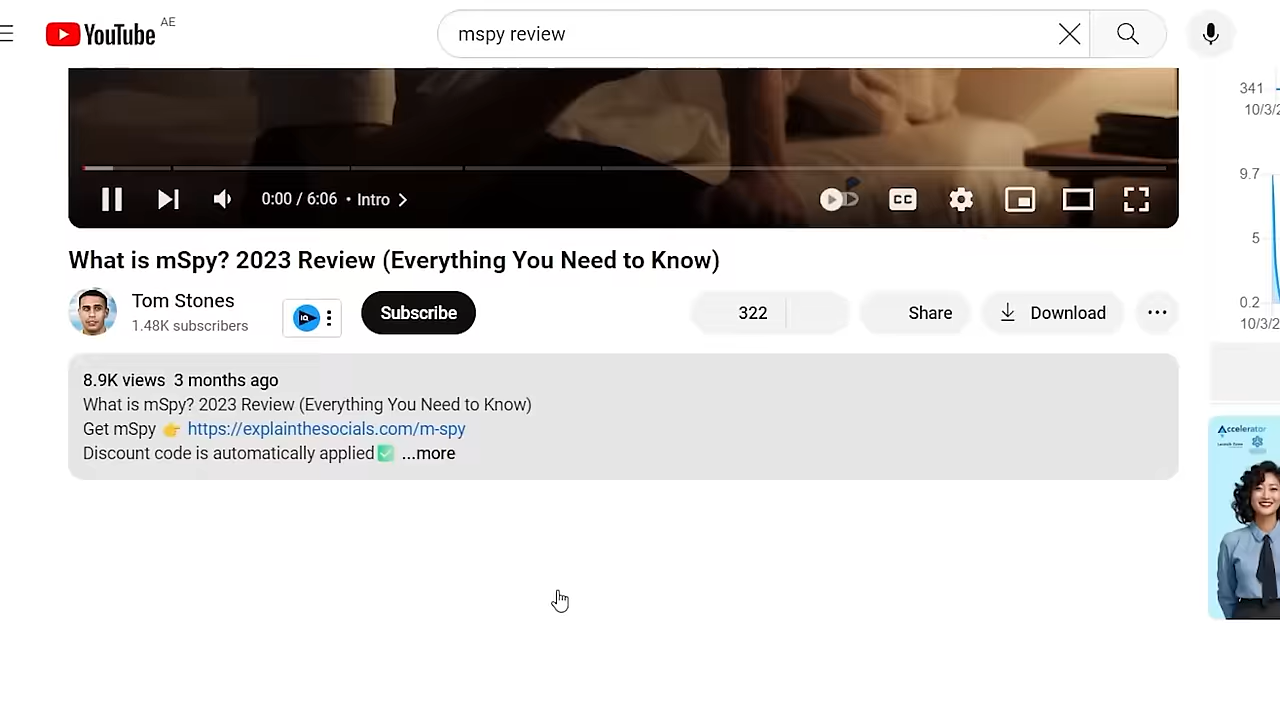 YouTube AE
mspy review
341
10/3/2
9.7
5
0.2
10/3/2
0:00 / 6:06 • Intro
CC
What is mSpy? 2023 Review (Everything You Need to Know)
Tom Stones
1.48K subscribers
IQ
Subscribe
322
Share
Download
8.9K views 3 months ago
What is mSpy? 2023 Review (Everything You Need to Know)
Get mSpy 👉 https://explainthesocials.com/m-spy
Discount code is automatically applied✅ ...more
Accelerator